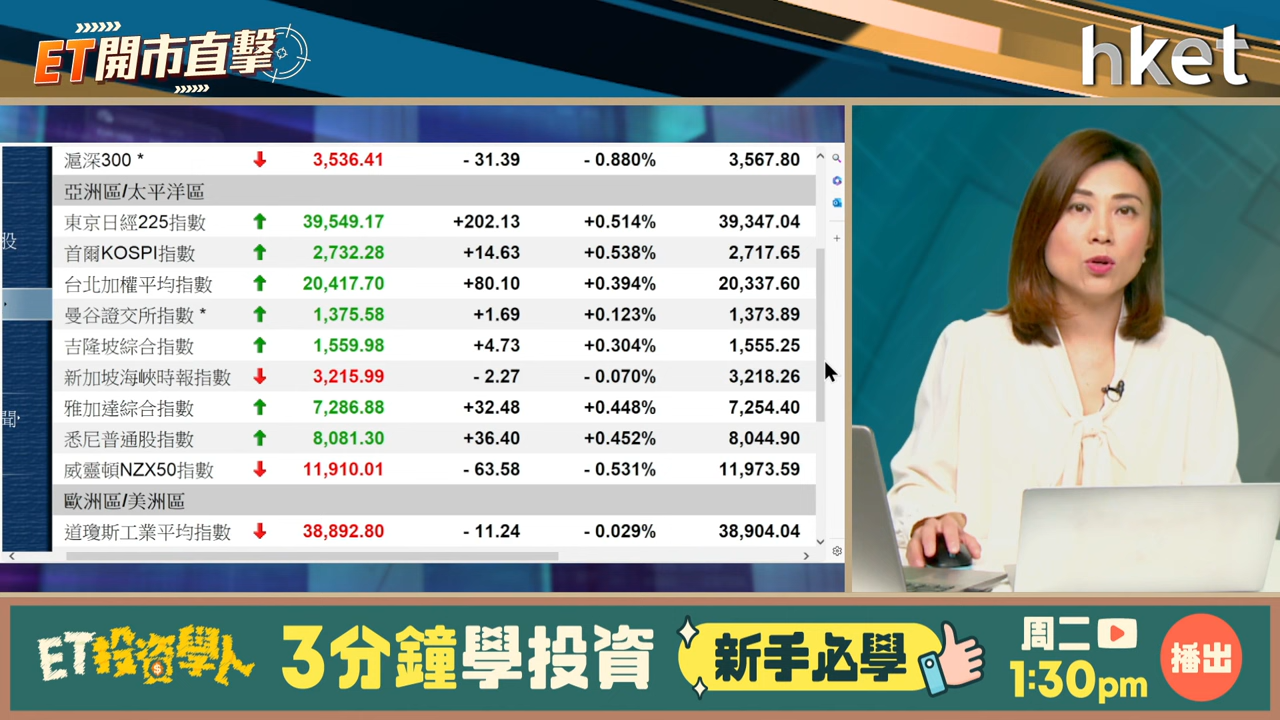 ET開市直擊
hket
滬深300 * 3,536.41 - 31.39 - 0.880% 3,567.80
亞洲區/太平洋區
東京日經225指數 39,549.17 +202.13 +0.514% 39,347.04
首爾KOSPI指數 2,732.28 +14.63 +0.538% 2,717.65
台北加權平均指數 20,417.70 +80.10 +0.394% 20,337.60
曼谷證交所指數 * 1,375.58 +1.69 +0.123% 1,373.89
吉隆坡綜合指數 1,559.98 +4.73 +0.304% 1,555.25
新加坡海峽時報指數 3,215.99 - 2.27 - 0.070% 3,218.26
雅加達綜合指數 7,286.88 +32.48 +0.448% 7,254.40
悉尼普通股指數 8,081.30 +36.40 +0.452% 8,044.90
威靈頓NZX50指數 11,910.01 - 63.58 - 0.531% 11,973.59
歐洲區/美洲區
道瓊斯工業平均指數 38,892.80 - 11.24 - 0.029% 38,904.04
股
聞
ET投資學人
3分鐘學投資
新手必學
周二
1:30pm
播出